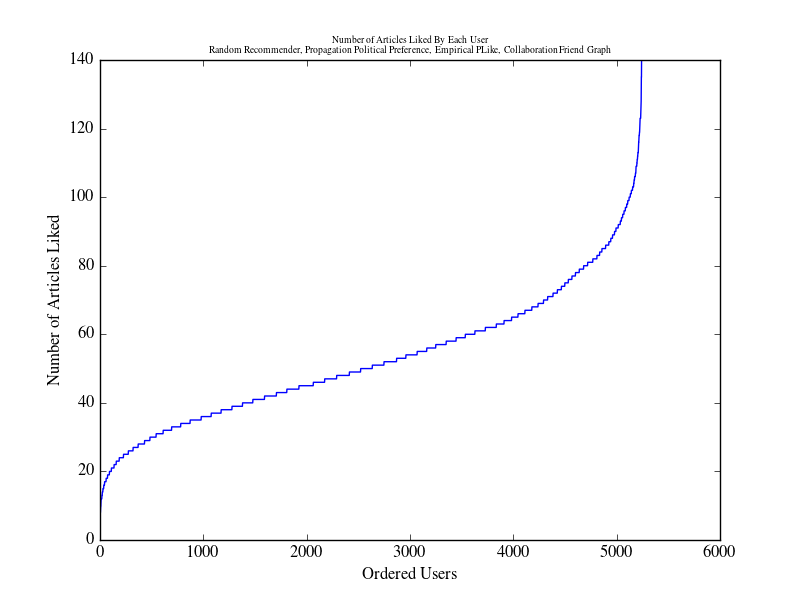 Number of Articles Liked By Each User
Random Recommender, Propagation Political Preference, Empirical PLike, CollaborationFriend Graph
140
120
100
80
60
40
20
0
Number of Articles Liked
0 1000 2000 3000 4000 5000 6000
Ordered Users